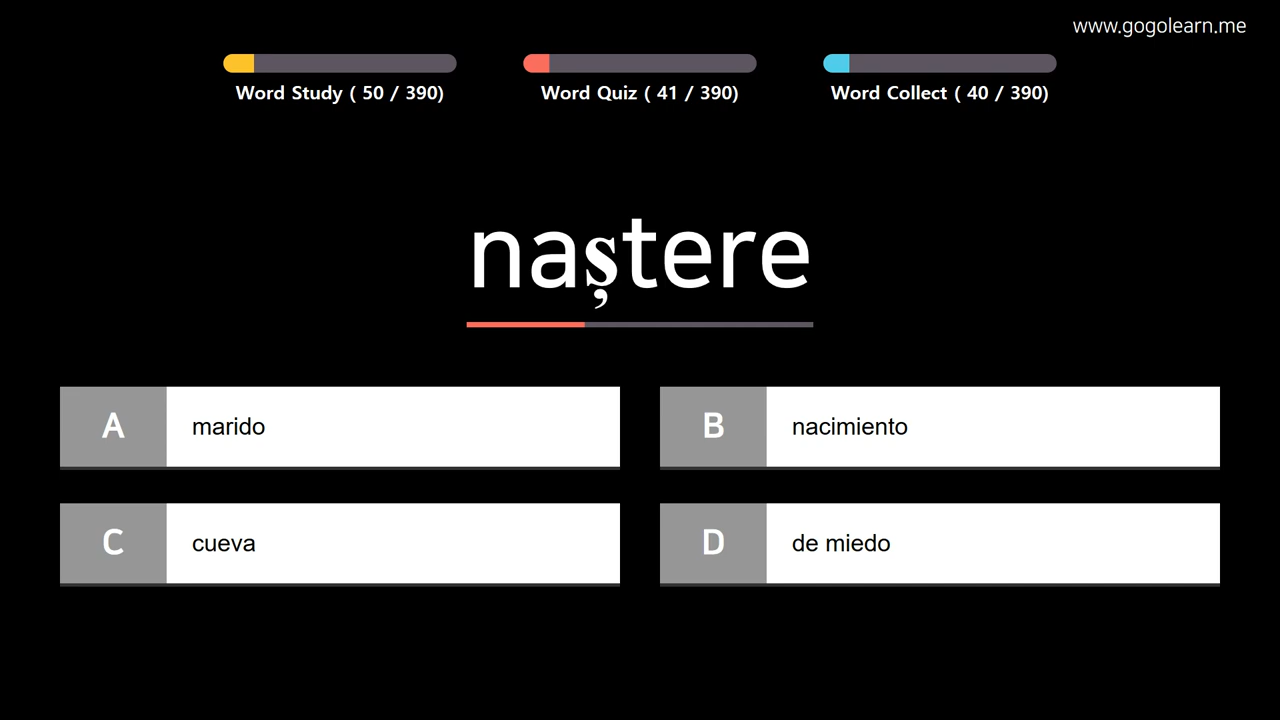 www.gogolearn.me
Word Study ( 50 / 390)
Word Quiz ( 41 / 390)
Word Collect ( 40 / 390)
naștere
A marido
B nacimiento
C cueva
D de miedo